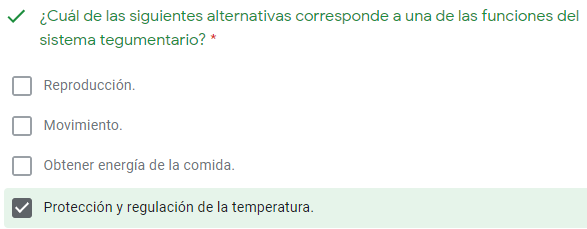 ¿Cuál de las siguientes alternativas corresponde a una de las funciones del
sistema tegumentario? *
Reproducción.
Movimiento.
Obtener energía de la comida.
Protección y regulación de la temperatura.